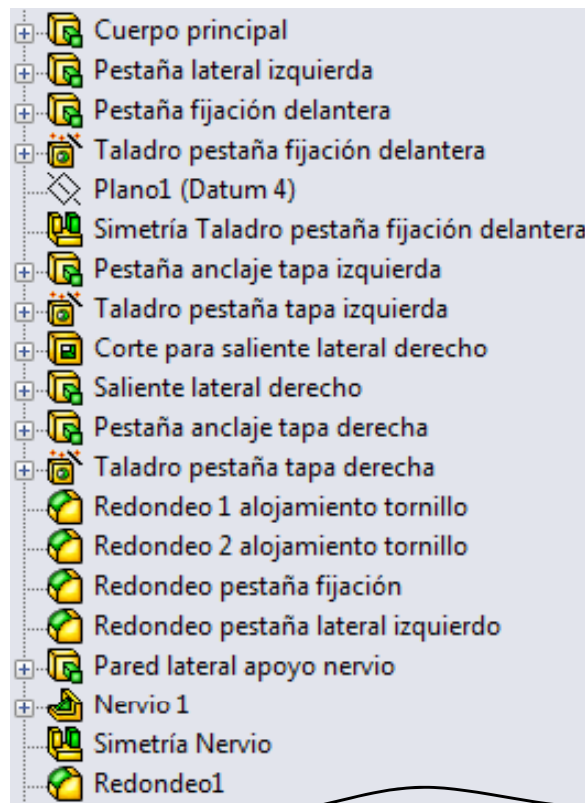 Cuerpo principal
Pestaña lateral izquierda
Pestaña fijación delantera
Taladro pestaña fijación delantera
Plano1 (Datum 4)
Simetría Taladro pestaña fijación delantera
Pestaña anclaje tapa izquierda
Taladro pestaña tapa izquierda
Corte para saliente lateral derecho
Saliente lateral derecho
Pestaña anclaje tapa derecha
Taladro pestaña tapa derecha
Redondeo 1 alojamiento tornillo
Redondeo 2 alojamiento tornillo
Redondeo pestaña fijación
Redondeo pestaña lateral izquierdo
Pared lateral apoyo nervio
Nervio 1
Simetría Nervio
Redondeo1